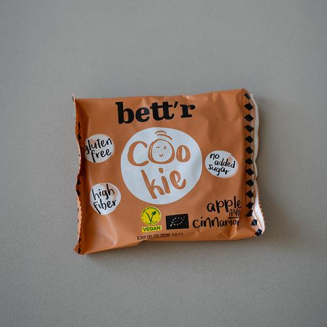 bett'r
COO
kie
gluten
free
no added
sugar
high
fiber
apple
AND
cinnamon
VEGAN